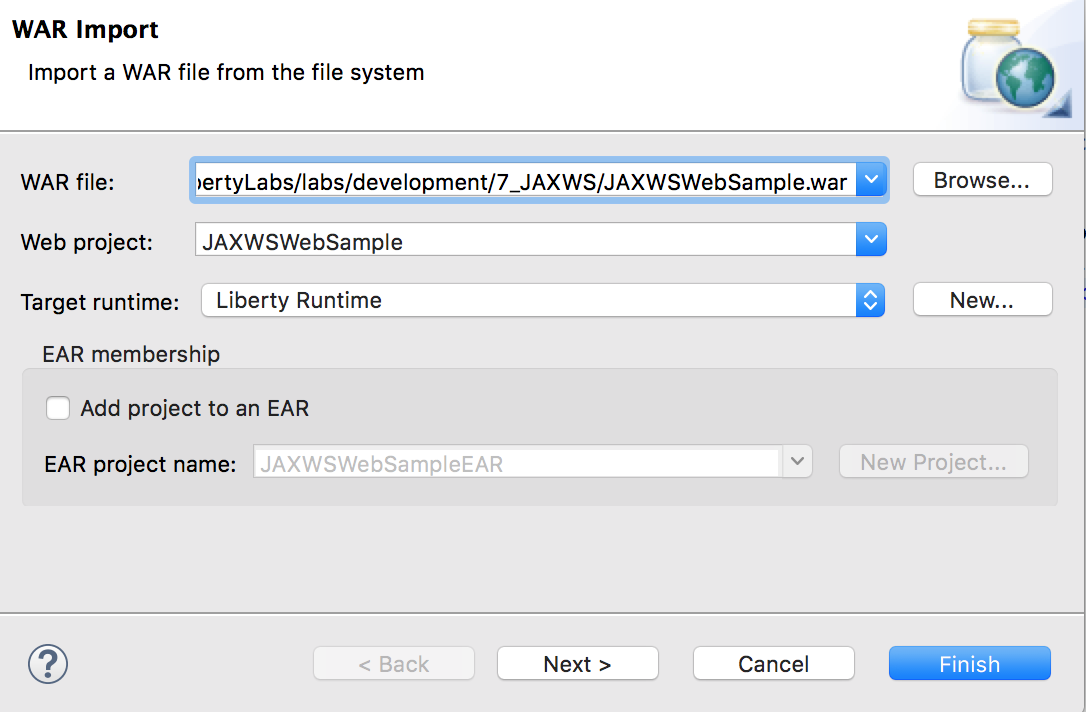 WAR Import
Import a WAR file from the file system
WAR file: bertyLabs/labs/development/7_JAXWS/JAXWSWebSample.war Browse...
Web project: JAXWSWebSample
Target runtime: Liberty Runtime New...
EAR membership
Add project to an EAR
EAR project name: JAXWSWebSampleEAR New Project...
? < Back Next > Cancel Finish